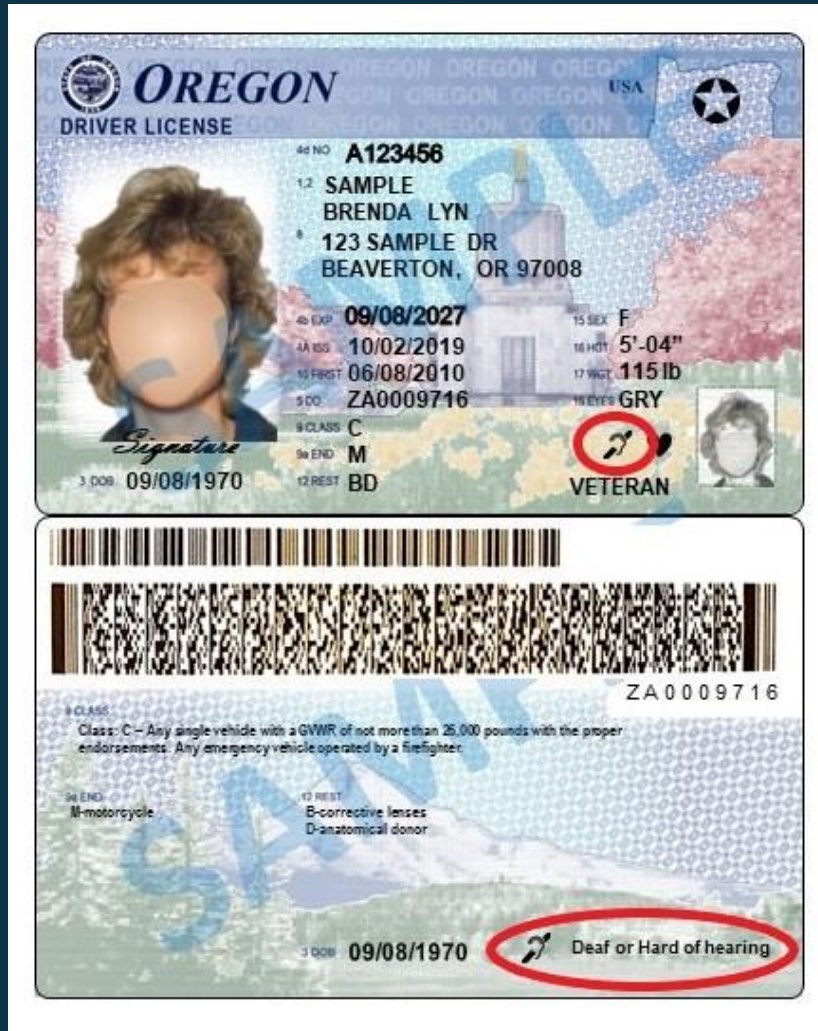 OREGON
USA
DRIVER LICENSE
4d NO A123456
1,2 SAMPLE
BRENDA LYN
8 123 SAMPLE DR
BEAVERTON, OR 97008
4b EXP 09/08/2027
15 SEX F
4A ISS 10/02/2019
16 HGT 5'-04"
10 FIRST 06/08/2010
17 WGT 115 lb
5 DD ZA0009716
18 EYES GRY
9 CLASS C
Signature
9a END M
3 DOB 09/08/1970
12 REST BD
VETERAN
SAMPLE
ZA0009716
9 CLASS
Class: C – Any single vehicle with a GVWR of not more than 26,000 pounds with the proper
endorsements. Any emergency vehicle operated by a firefighter.
9a END
M-motorcycle
12 REST
B-corrective lenses
D-anatomical donor
3 DOB 09/08/1970
Deaf or Hard of hearing
SAMPLE